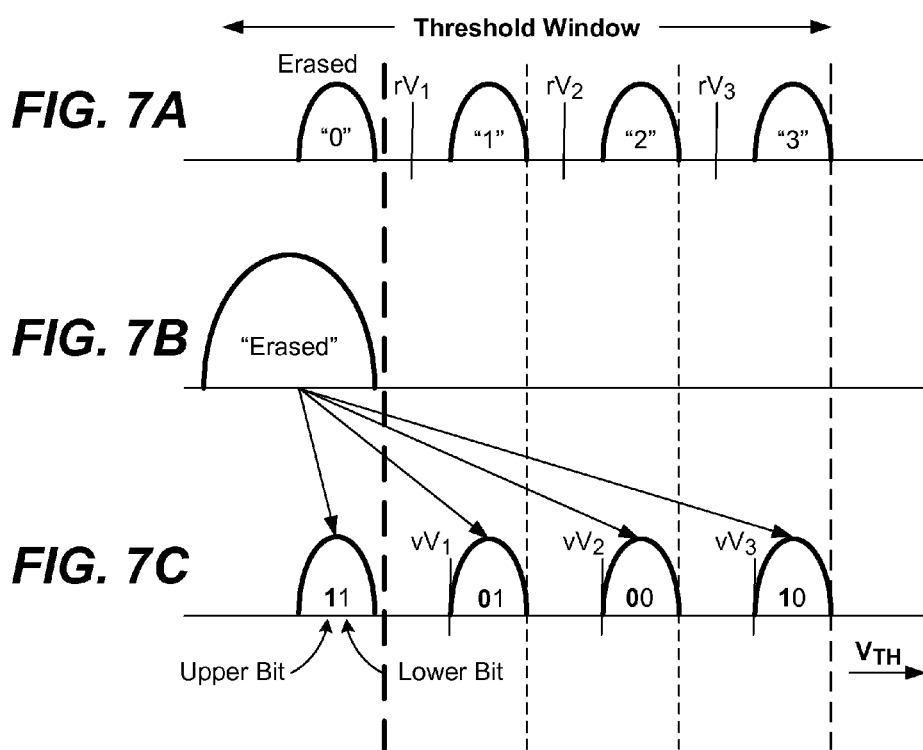 Threshold Window
Erased
FIG. 7A
rV1 rV2 rV3
“0” “1” “2” “3”
FIG. 7B
“Erased”
FIG. 7C
vV1 vV2 vV3
11 01 00 10
Upper Bit Lower Bit
VTH